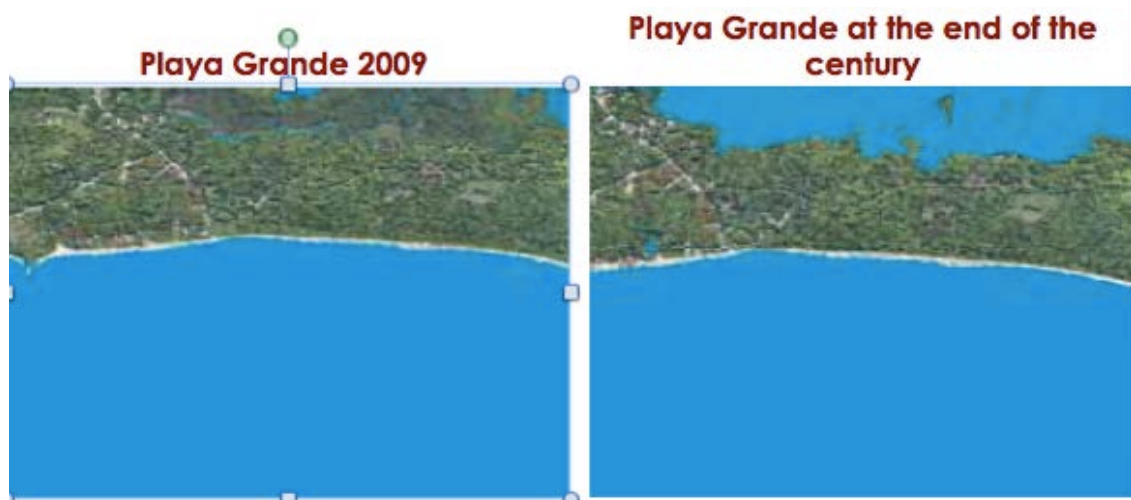 Playa Grande 2009
Playa Grande at the end of the
century